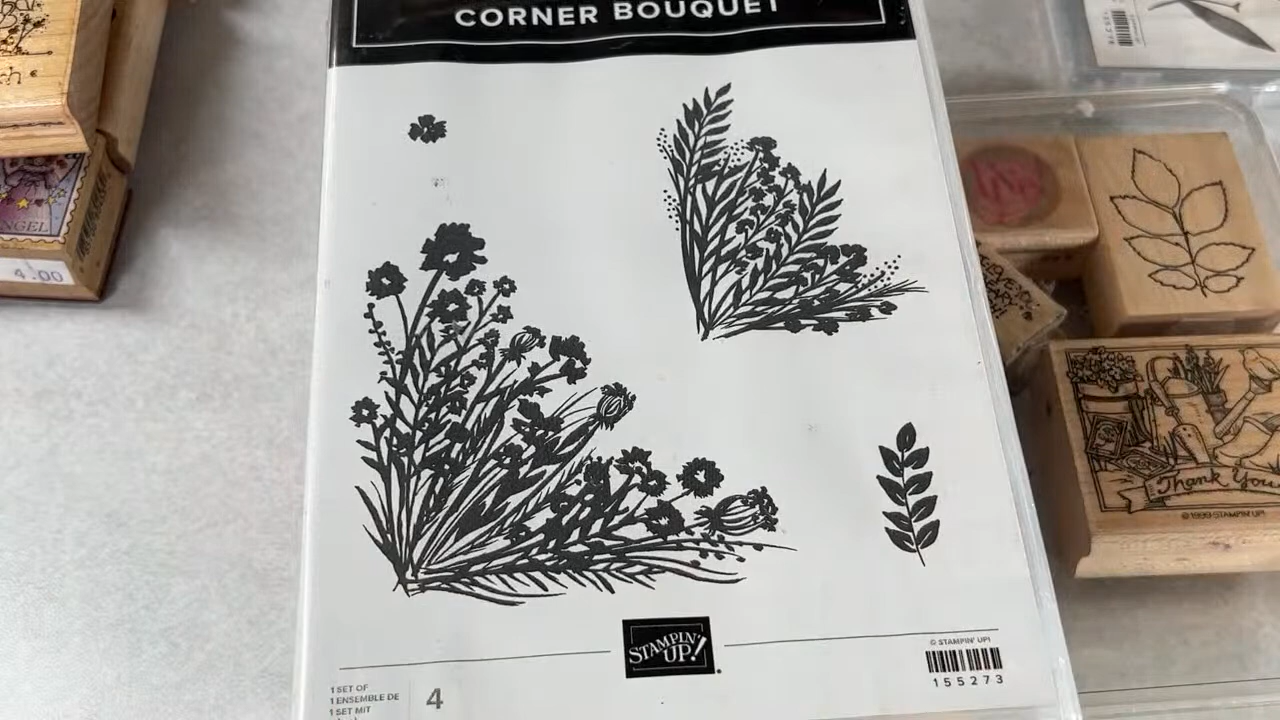 CORNER BOUQUET
NGEL
4.00
Thank You
©1999 STAMPIN' UP!
STAMPIN' UP!
© STAMPIN' UP!
155273
1 SET OF
1 ENSEMBLE DE
1 SET MIT
4